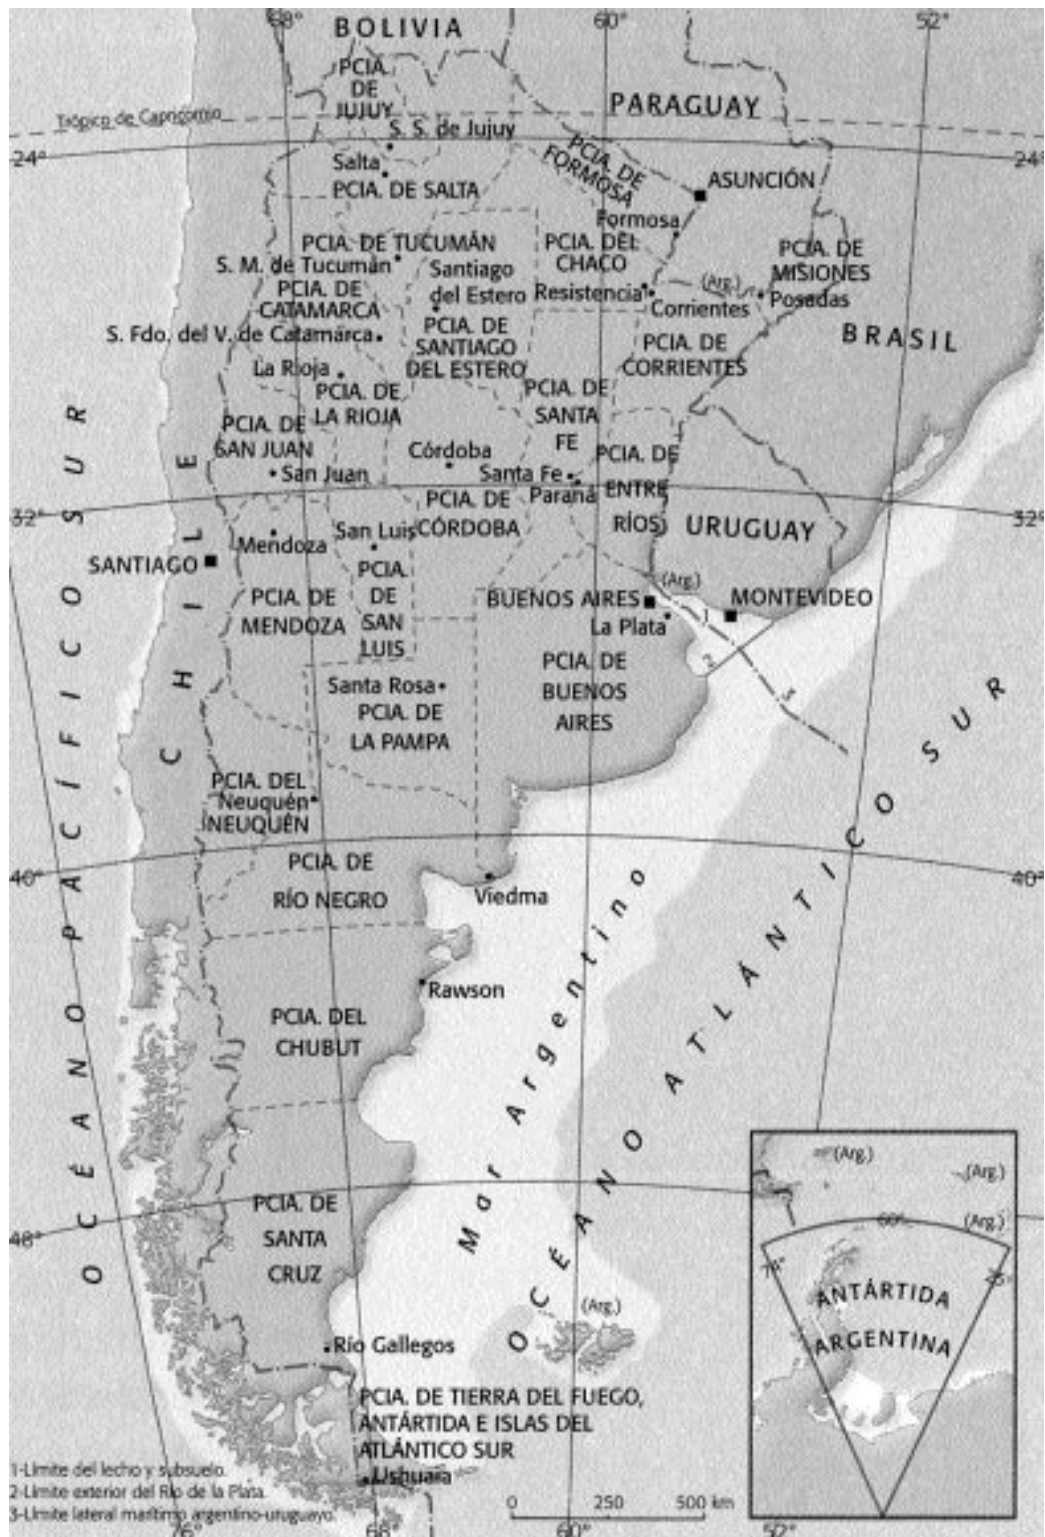 68°
60°
52°
BOLIVIA
PCIA.
DE
JUJUY
PARAGUAY
Trópico de Capricornio
S. S. de Jujuy
24°
24°
Salta
PCIA. DE SALTA
PCIA. DE
FORMOSA
ASUNCIÓN
Formosa
PCIA. DE TUCUMÁN
S. M. de Tucumán
Santiago
del Estero
PCIA. DEL
CHACO
Resistencia
(Arg.)
PCIA. DE
MISIONES
Posadas
Corrientes
PCIA. DE
CATAMARCA
S. Fdo. del V. de Catamarca
PCIA. DE
SANTIAGO
DEL ESTERO
PCIA. DE
CORRIENTES
BRASIL
La Rioja
PCIA. DE
LA RIOJA
PCIA. DE
SANTA
FE
PCIA. DE
SAN JUAN
San Juan
Córdoba
Santa Fe
Paraná
PCIA. DE
ENTRE
RÍOS
PCIA. DE
CÓRDOBA
32°
32°
URUGUAY
Mendoza
San Luis
SANTIAGO
CHILE
PCIA. DE
MENDOZA
PCIA.
DE
SAN
LUIS
BUENOS AIRES
(Arg.)
1
MONTEVIDEO
La Plata
2
3
PCIA. DE
BUENOS
AIRES
Santa Rosa
PCIA. DE
LA PAMPA
PCIA. DEL
Neuquén
NEUQUÉN
PCIA. DE
RÍO NEGRO
40°
40°
Viedma
Rawson
PCIA. DEL
CHUBUT
OCÉANO PACÍFICO SUR
Mar Argentino
OCÉANO ATLÁNTICO SUR
PCIA. DE
SANTA
CRUZ
48°
(Arg.)
Río Gallegos
PCIA. DE TIERRA DEL FUEGO,
ANTÁRTIDA E ISLAS DEL
ATLÁNTICO SUR
Ushuaia
(Arg.)
(Arg.)
(Arg.)
60°
74°
25°
ANTÁRTIDA
ARGENTINA
1-Límite del lecho y subsuelo.
2-Límite exterior del Río de la Plata.
3-Límite lateral marítimo argentino-uruguayo.
0 250 500 km
76°
68°
60°
52°